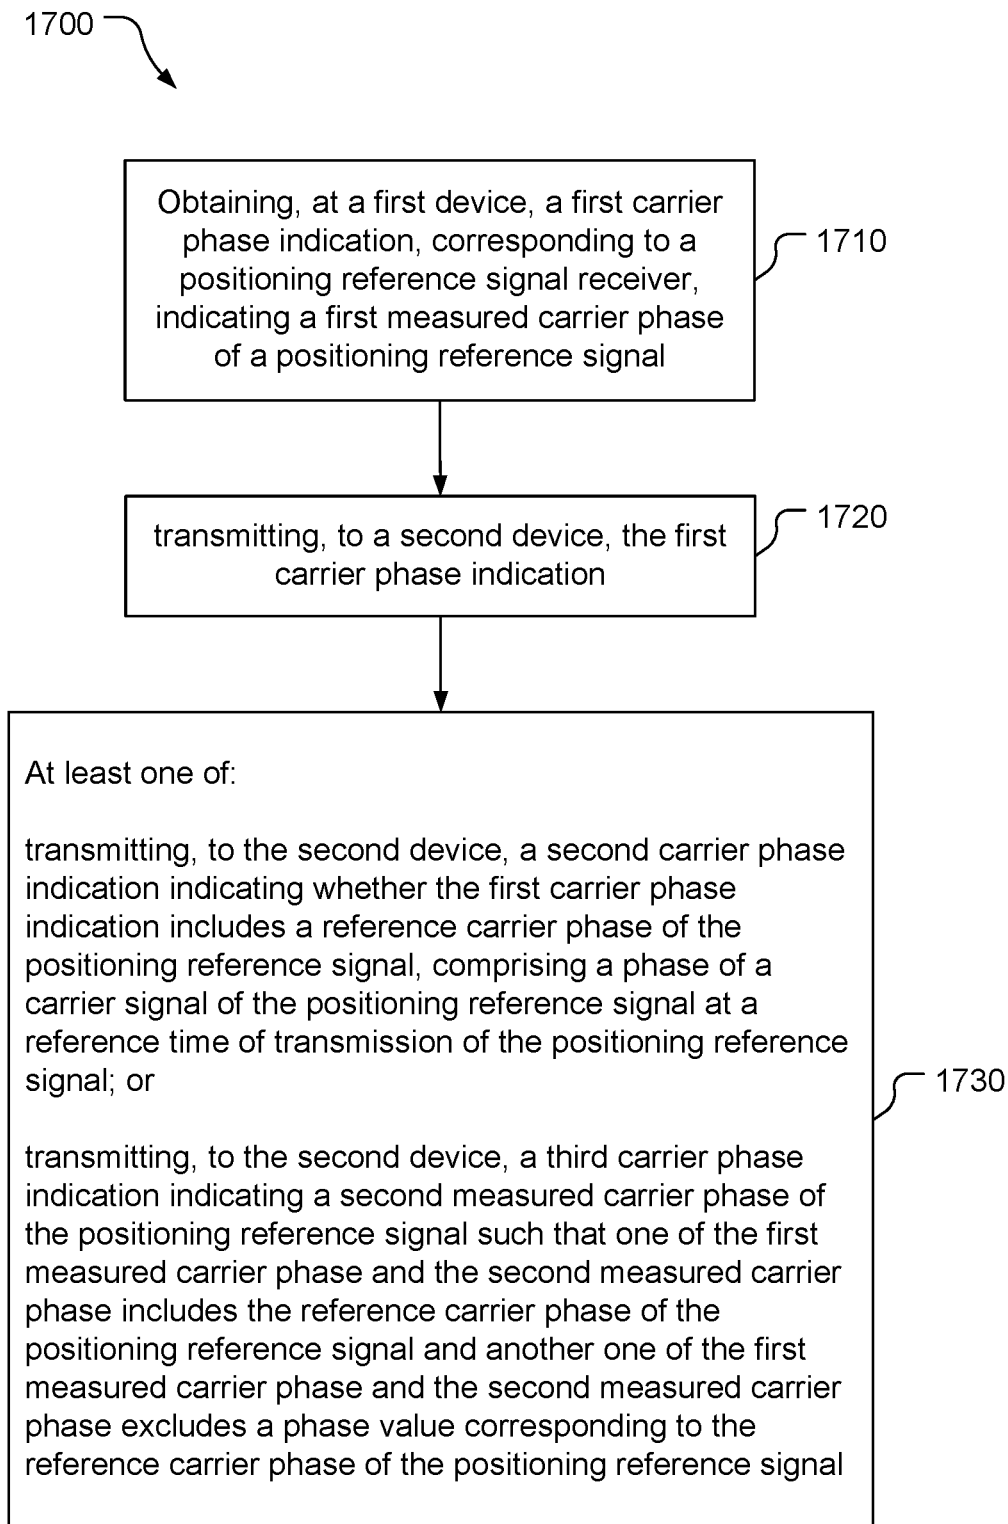 1700
Obtaining, at a first device, a first carrier
phase indication, corresponding to a
positioning reference signal receiver,
indicating a first measured carrier phase
of a positioning reference signal
1710
transmitting, to a second device, the first
carrier phase indication
1720
At least one of:
transmitting, to the second device, a second carrier phase
indication indicating whether the first carrier phase
indication includes a reference carrier phase of the
positioning reference signal, comprising a phase of a
carrier signal of the positioning reference signal at a
reference time of transmission of the positioning reference
signal; or
transmitting, to the second device, a third carrier phase
indication indicating a second measured carrier phase of
the positioning reference signal such that one of the first
measured carrier phase and the second measured carrier
phase includes the reference carrier phase of the
positioning reference signal and another one of the first
measured carrier phase and the second measured carrier
phase excludes a phase value corresponding to the
reference carrier phase of the positioning reference signal
1730